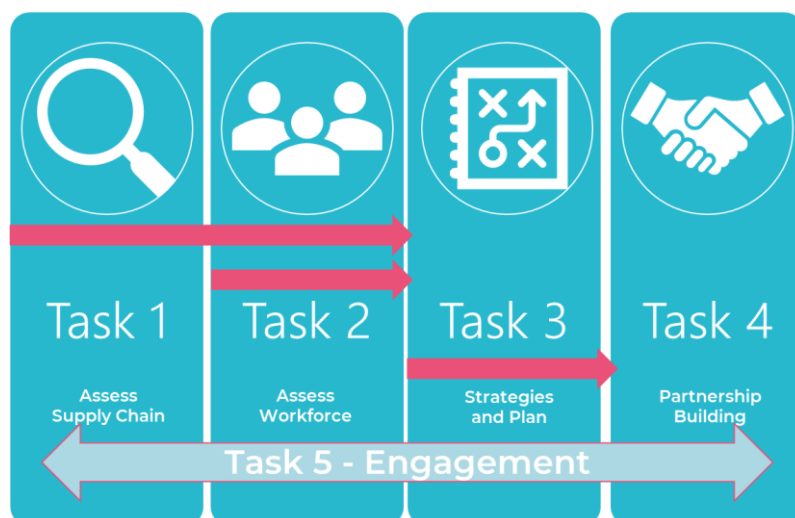 Task 1
Assess
Supply Chain
Task 2
Assess
Workforce
Task 3
Strategies
and Plan
Task 4
Partnership
Building
Task 5 - Engagement